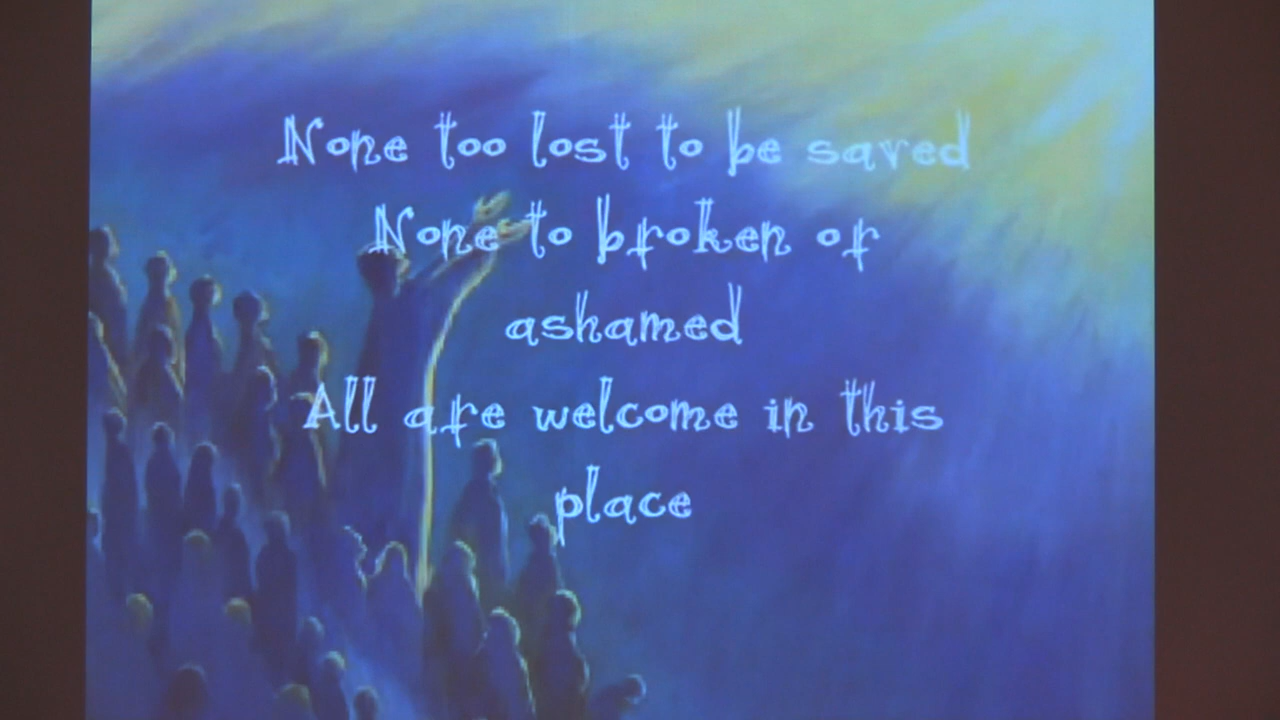 None too lost to be saved
None to broken or
ashamed
All are welcome in this
place